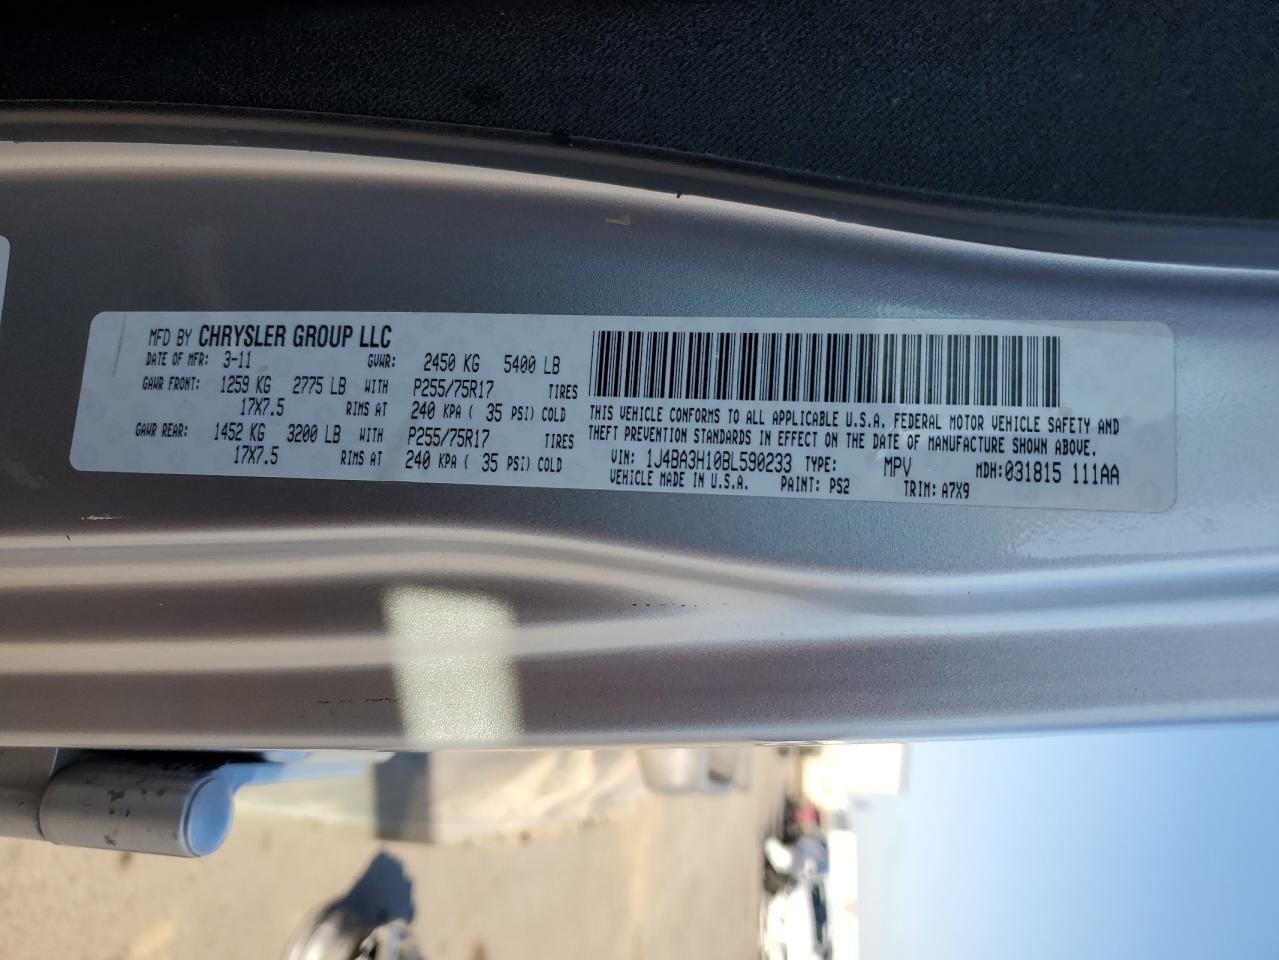 MFD BY CHRYSLER GROUP LLC
DATE OF MFR: 3-11 GVWR: 2450 KG 5400 LB
GAWR FRONT: 1259 KG 2775 LB WITH P255/75R17 TIRES
17X7.5 RIMS AT 240 KPA ( 35 PSI) COLD
GAWR REAR: 1452 KG 3200 LB WITH P255/75R17 TIRES
17X7.5 RIMS AT 240 KPA ( 35 PSI) COLD
THIS VEHICLE CONFORMS TO ALL APPLICABLE U.S.A. FEDERAL MOTOR VEHICLE SAFETY AND
THEFT PREVENTION STANDARDS IN EFFECT ON THE DATE OF MANUFACTURE SHOWN ABOVE.
VIN: 1J4BA3H10BL590233 TYPE: MPV MDH:031815 111AA
VEHICLE MADE IN U.S.A. PAINT: PS2 TRIM: A7X9